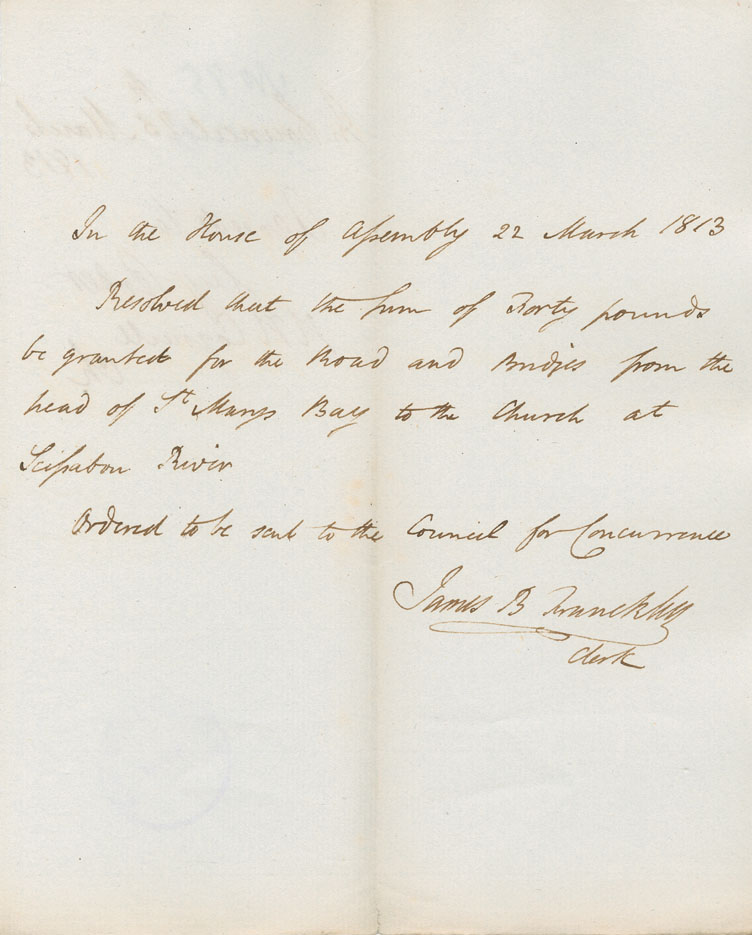 In the House of Assembly 22 March 1813
Resolved that the Sum of Forty pounds
be granted for the Road and Bridges from the
head of St Marys Bay to the Church at
Scissabou River
Ordered to be sent to the Council for Concurrence
James B Franckley
Clerk